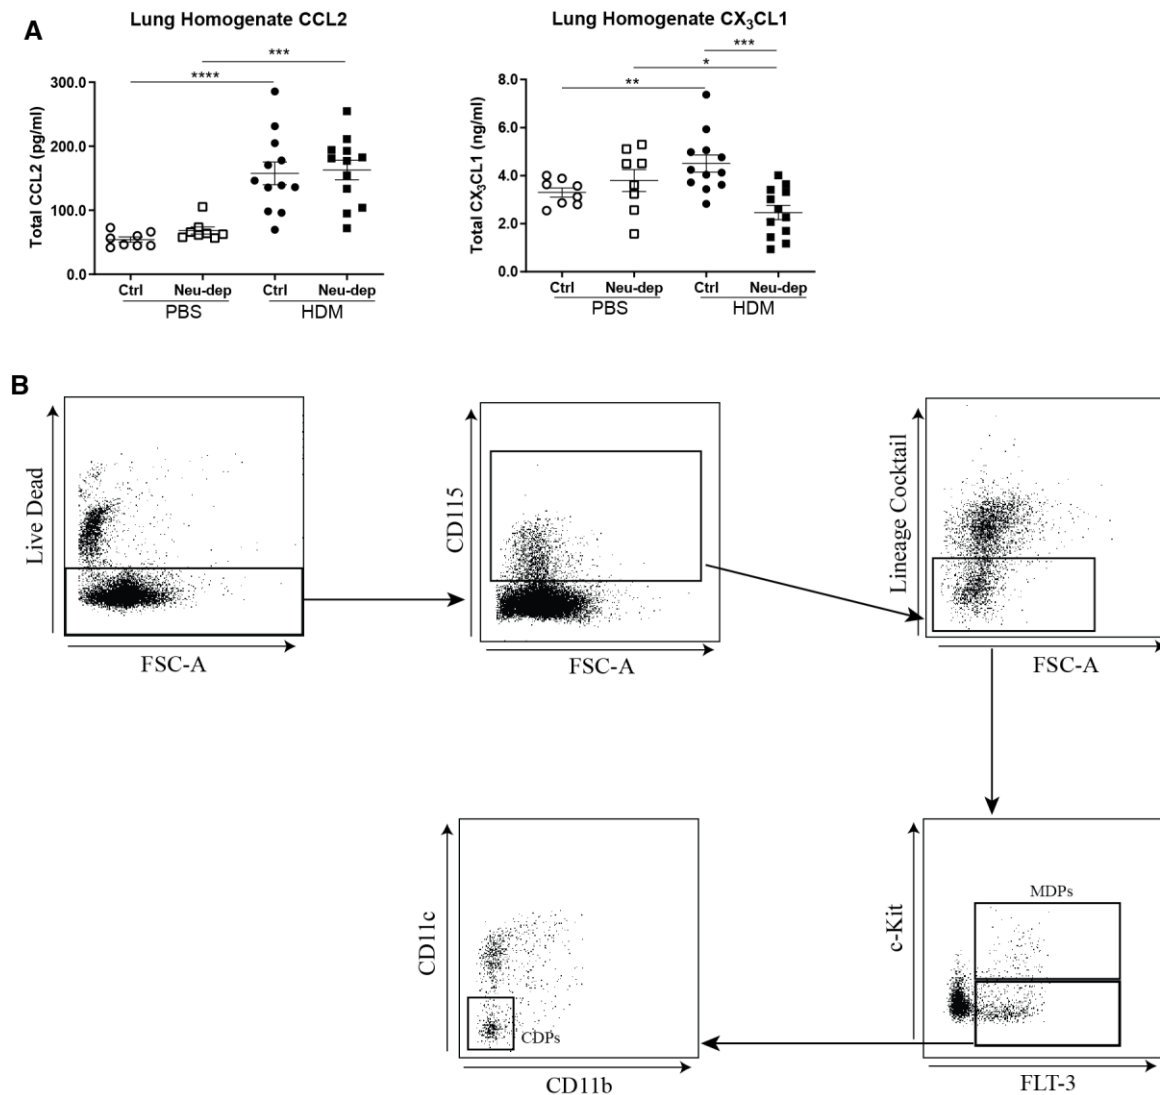 A
Lung Homogenate CCL2
Total CCL2 (pg/ml)
300.0
200.0
100.0
0.0
****
***
Ctrl Neu-dep Ctrl Neu-dep
PBS HDM
Lung Homogenate CX3CL1
Total CX3CL1 (ng/ml)
8.0
6.0
4.0
2.0
0.0
***
*
**
Ctrl Neu-dep Ctrl Neu-dep
PBS HDM
B
Live Dead
FSC-A
CD115
FSC-A
Lineage Cocktail
FSC-A
CD11c
CDPs
CD11b
c-Kit
MDPs
FLT-3